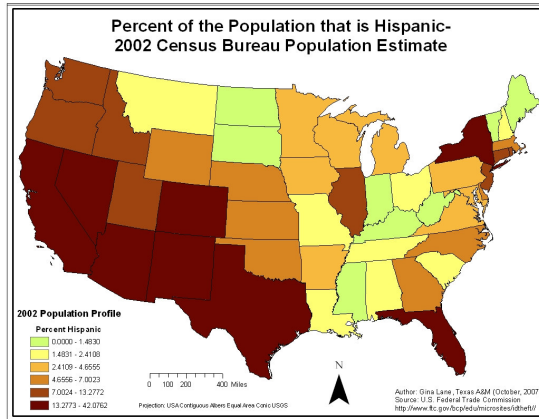 Percent of the Population that is Hispanic-
2002 Census Bureau Population Estimate
2002 Population Profile
Percent Hispanic
0.0000 - 1.4830
1.4831 - 2.4108
2.4109 - 4.6555
4.6556 - 7.0023
7.0024 - 13.2772
13.2773 - 42.0762
0 100 200 400 Miles
N
Projection: USA Contiguous Albers Equal Area Conic USGS
Author: Gina Lane, Texas A&M (October, 2007)
Source: U.S. Federal Trade Commission
http://www.ftc.gov/bcp/edu/microsites/idtheft//